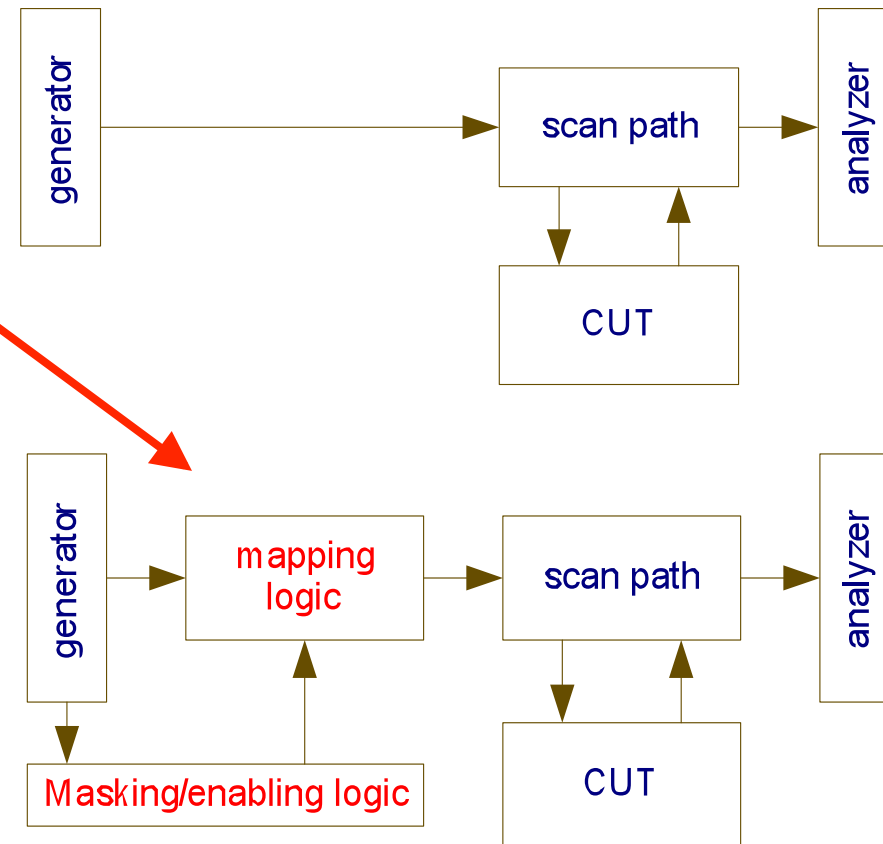 generator
scan path
analyzer
CUT
generator
mapping
logic
scan path
analyzer
Masking/enabling logic
CUT